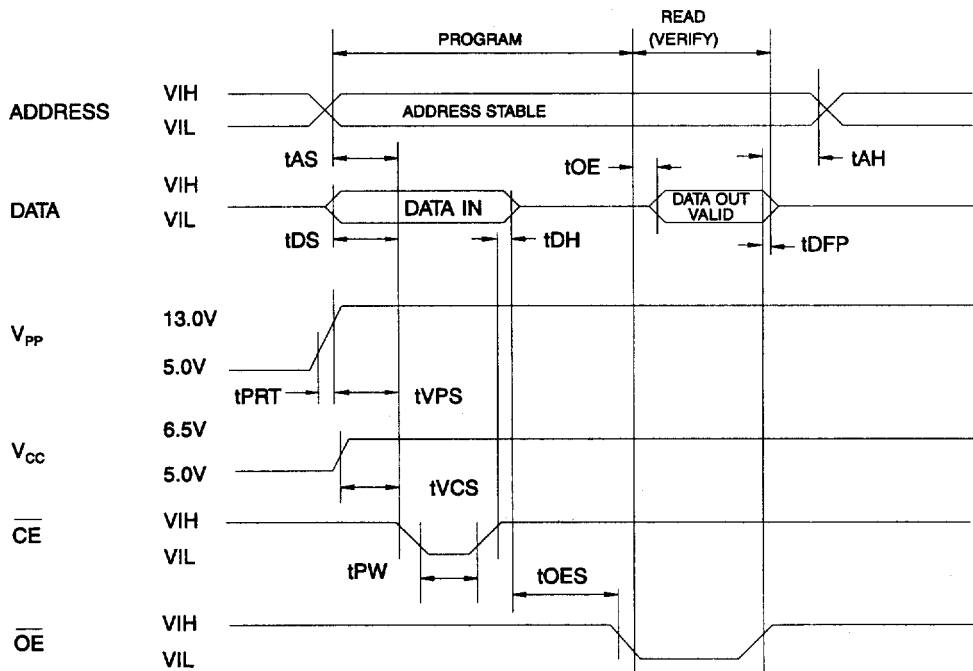 READ
PROGRAM (VERIFY)
ADDRESS VIH
VIL ADDRESS STABLE
tAS tOE tAH
DATA VIH
VIL DATA IN DATA OUT
VALID
tDS tDH tDFP
VPP 13.0V
5.0V
tPRT tVPS
VCC 6.5V
5.0V
tVCS
CE VIH
VIL
tPW tOES
OE VIH
VIL